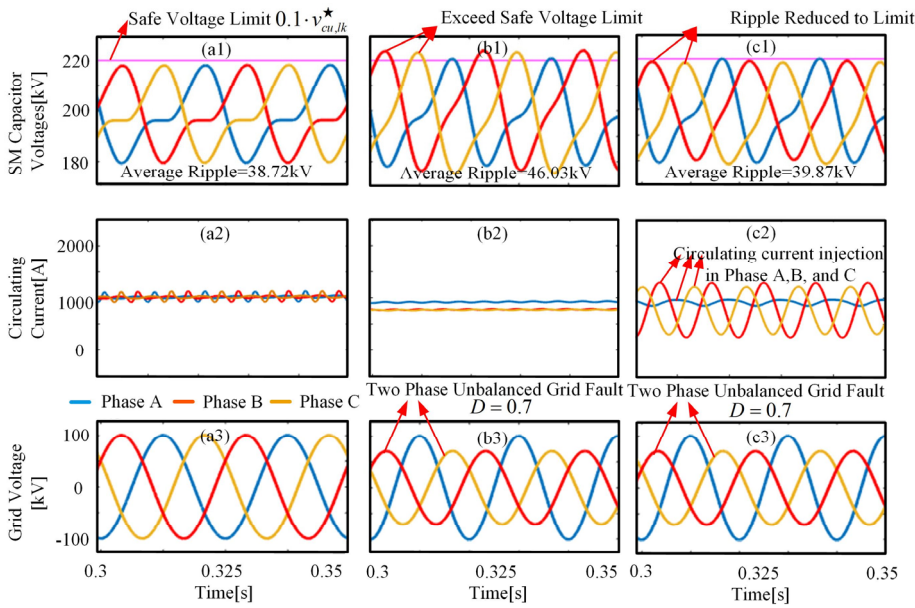 Safe Voltage Limit 0.1·v★cu,lk
Exceed Safe Voltage Limit
Ripple Reduced to Limit
SM Capacitor
Voltages[kV]
220
200
180
(a1)
Average Ripple=38.72kV
(b1)
Average Ripple=46.03kV
(c1)
Average Ripple=39.87kV
Circulating
Current[A]
2000
1000
0
(a2)
(b2)
(c2)
Circulating current injection
in Phase A,B, and C
Phase A Phase B Phase C
Two Phase Unbalanced Grid Fault
D = 0.7
Two Phase Unbalanced Grid Fault
D = 0.7
Grid Voltage
[kV]
100
0
-100
(a3)
(b3)
(c3)
0.3 0.325 0.35
Time[s]
0.3 0.325 0.35
Time[s]
0.3 0.325 0.35
Time[s]